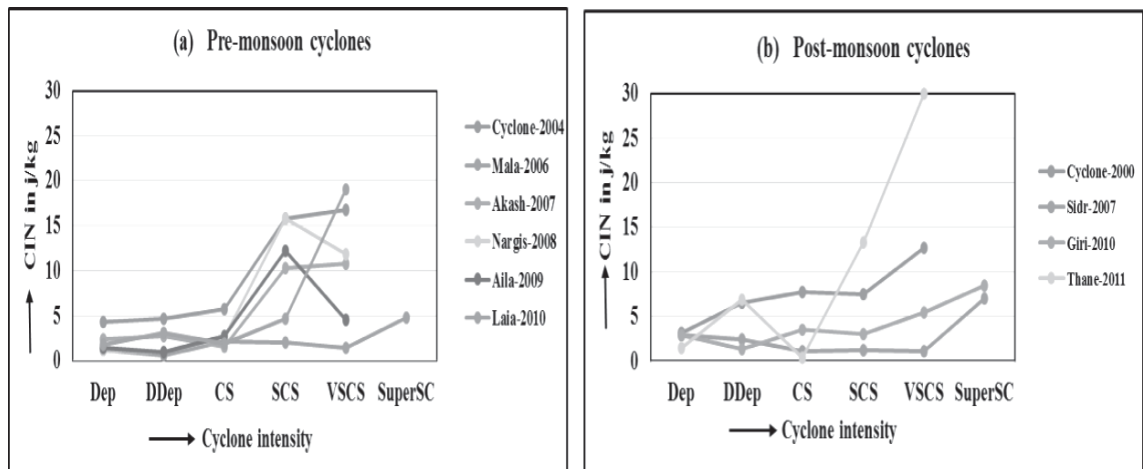 (a) Pre-monsoon cyclones
CIN in j/kg
30
25
20
15
10
5
0
Dep DDep CS SCS VSCS SuperSC
Cyclone intensity
Cyclone-2004
Mala-2006
Akash-2007
Nargis-2008
Aila-2009
Laia-2010
(b) Post-monsoon cyclones
CIN in j/kg
30
25
20
15
10
5
0
Dep DDep CS SCS VSCS SuperSC
Cyclone intensity
Cyclone-2000
Sidr-2007
Giri-2010
Thane-2011